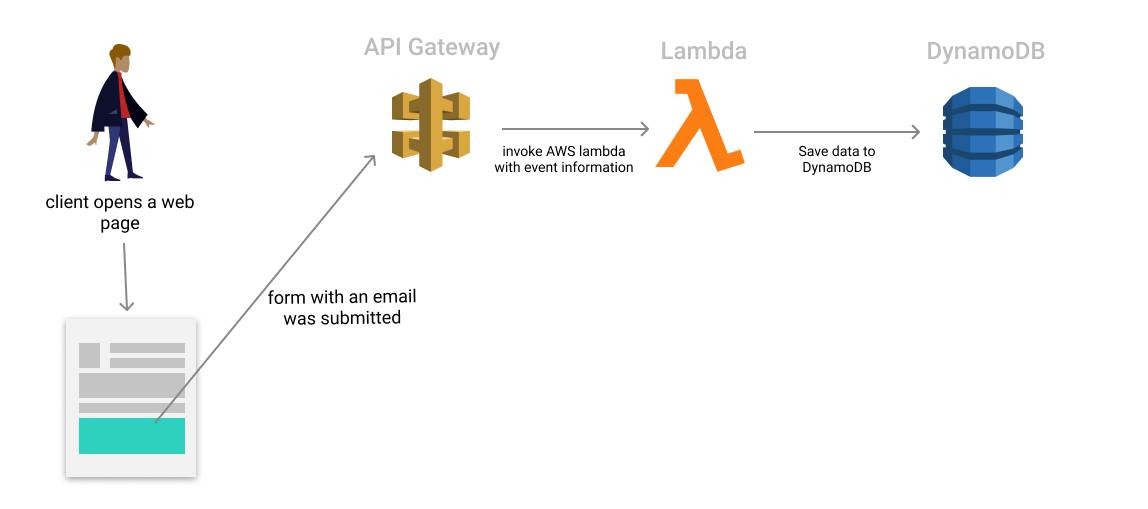 API Gateway
Lambda
DynamoDB
invoke AWS lambda
with event information
Save data to
DynamoDB
client opens a web
page
form with an email
was submitted